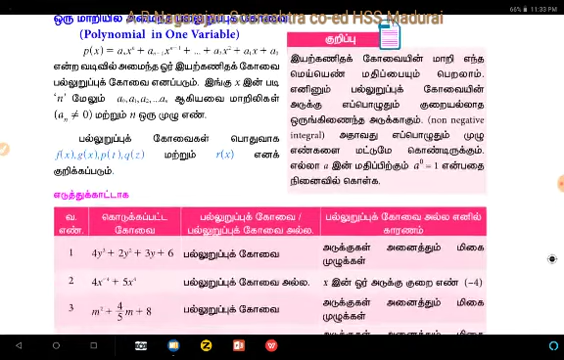 A.P. Nagammal Sourashtra co-ed HSS Madurai
66% 11:33 PM
ஒரு மாறியில் அமைந்த பல்லுறுப்புக் கோவை
(Polynomial in One Variable)
p(x) = aₙxⁿ + aₙ₋₁xⁿ⁻¹ + ... + a₂x² + a₁x + a₀
என்ற வடிவில் அமைந்த ஓர் இயற்கணிதக் கோவை
பல்லுறுப்புக் கோவை எனப்படும். இங்கு x இன் படி
'n' மேலும் a₀, a₁, a₂, ...aₙ ஆகியவை மாறிலிகள்
(aₙ ≠ 0) மற்றும் n ஒரு முழு எண்.
பல்லுறுப்புக் கோவைகள் பொதுவாக
f(x), g(x), p(t), q(z) மற்றும் r(x) எனக்
குறிக்கப்படும்.
குறிப்பு
இயற்கணிதக் கோவையின் மாறி எந்த
மெய்யெண் மதிப்பையும் பெறலாம்.
எனினும் பல்லுறுப்புக் கோவையின்
அடுக்கு எப்பொழுதும் குறையல்லாத
ஒருங்கிணைந்த அடுக்காகும். (non negative
integral) அதாவது எப்பொழுதும் முழு
எண்களை மட்டுமே கொண்டிருக்கும்.
எல்லா a இன் மதிப்பிற்கும் a⁰ = 1 என்பதை
நினைவில் கொள்க.
எடுத்துக்காட்டாக
வ. எண். கொடுக்கப்பட்ட கோவை பல்லுறுப்புக் கோவை / பல்லுறுப்புக் கோவை அல்ல. பல்லுறுப்புக் கோவை அல்ல எனில் காரணம்
1 4y³ + 2y² + 3y + 6 பல்லுறுப்புக் கோவை அடுக்குகள் அனைத்தும் மிகை முழுக்கள்
2 4x⁻⁴ + 5x⁴ பல்லுறுப்புக் கோவை அல்ல. x இன் ஓர் அடுக்கு குறை எண் (−4)
3 m² + 4/5 m + 8 பல்லுறுப்புக் கோவை அடுக்குகள் அனைத்தும் மிகை முழுக்கள்